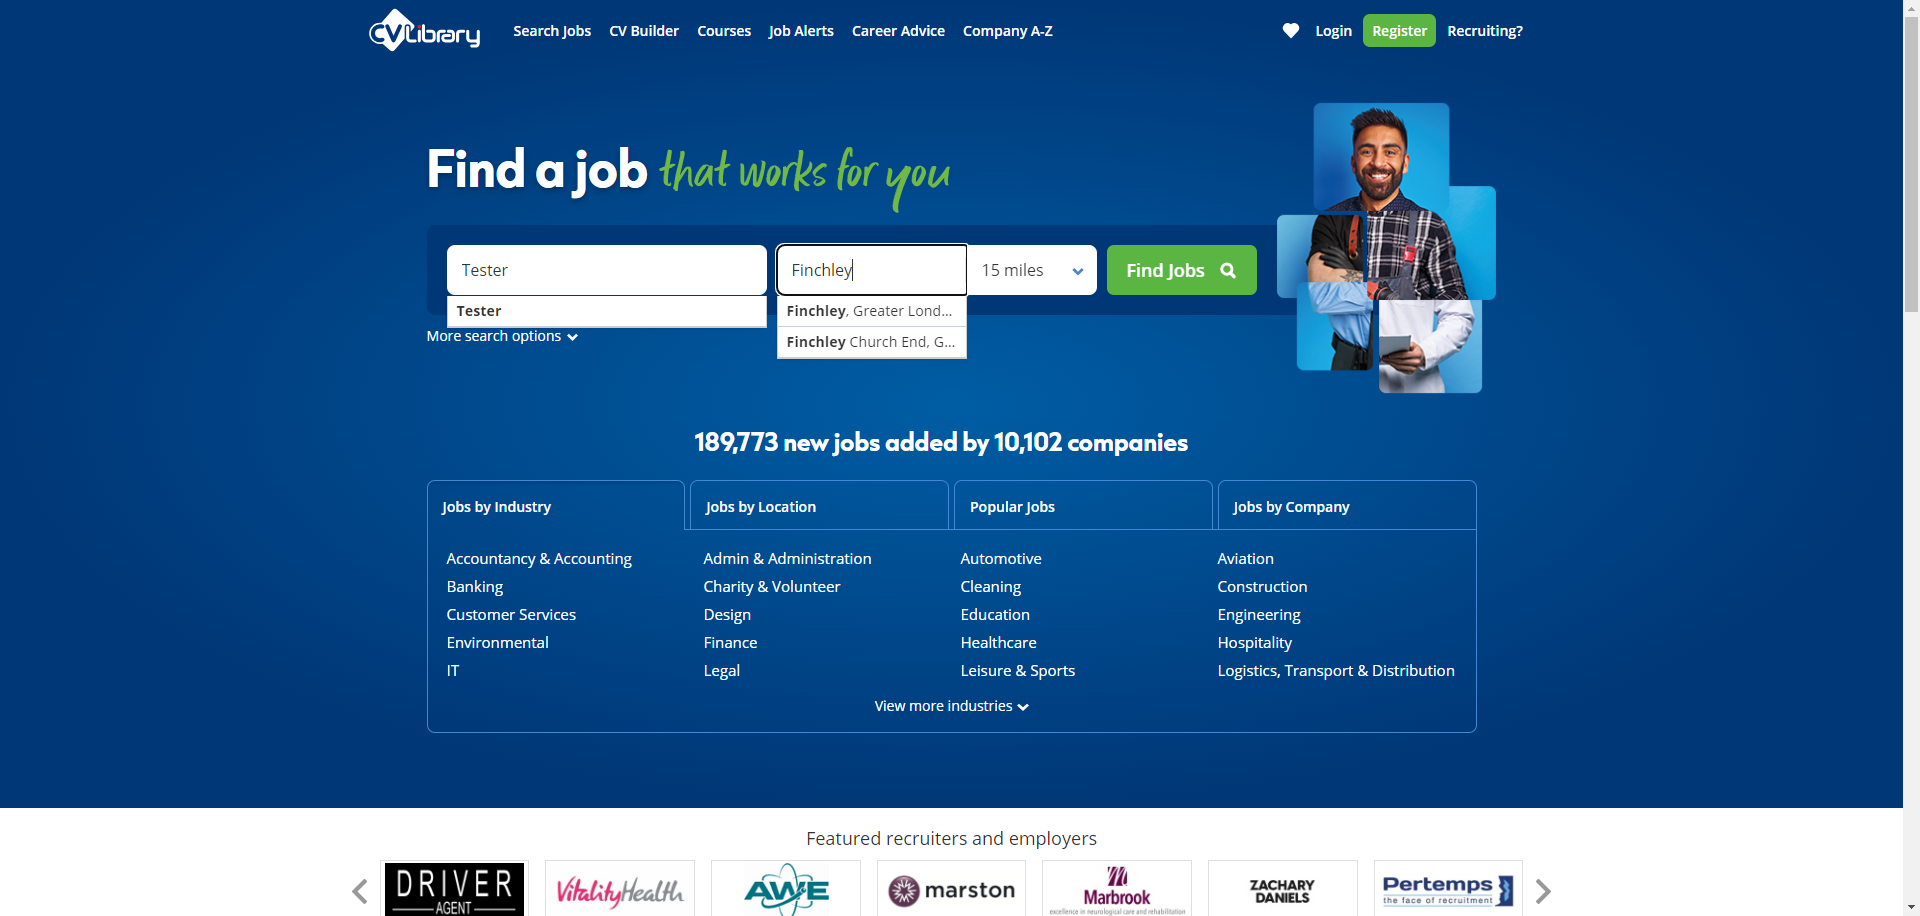 CV Library
Search Jobs CV Builder Courses Job Alerts Career Advice Company A-Z
Login Register Recruiting?
Find a job that works for you
Tester
Finchley
15 miles
Find Jobs
Tester
Finchley, Greater Lond...
Finchley Church End, G...
More search options
189,773 new jobs added by 10,102 companies
Jobs by Industry
Jobs by Location
Popular Jobs
Jobs by Company
Accountancy & Accounting
Admin & Administration
Automotive
Aviation
Banking
Charity & Volunteer
Cleaning
Construction
Customer Services
Design
Education
Engineering
Environmental
Finance
Healthcare
Hospitality
IT
Legal
Leisure & Sports
Logistics, Transport & Distribution
View more industries
Featured recruiters and employers
DRIVER
AGENT
VitalityHealth
AWE
marston
Marbrook
excellence in neurological care and rehabilitation
ZACHARY
DANIELS
Pertemps
the face of recruitment